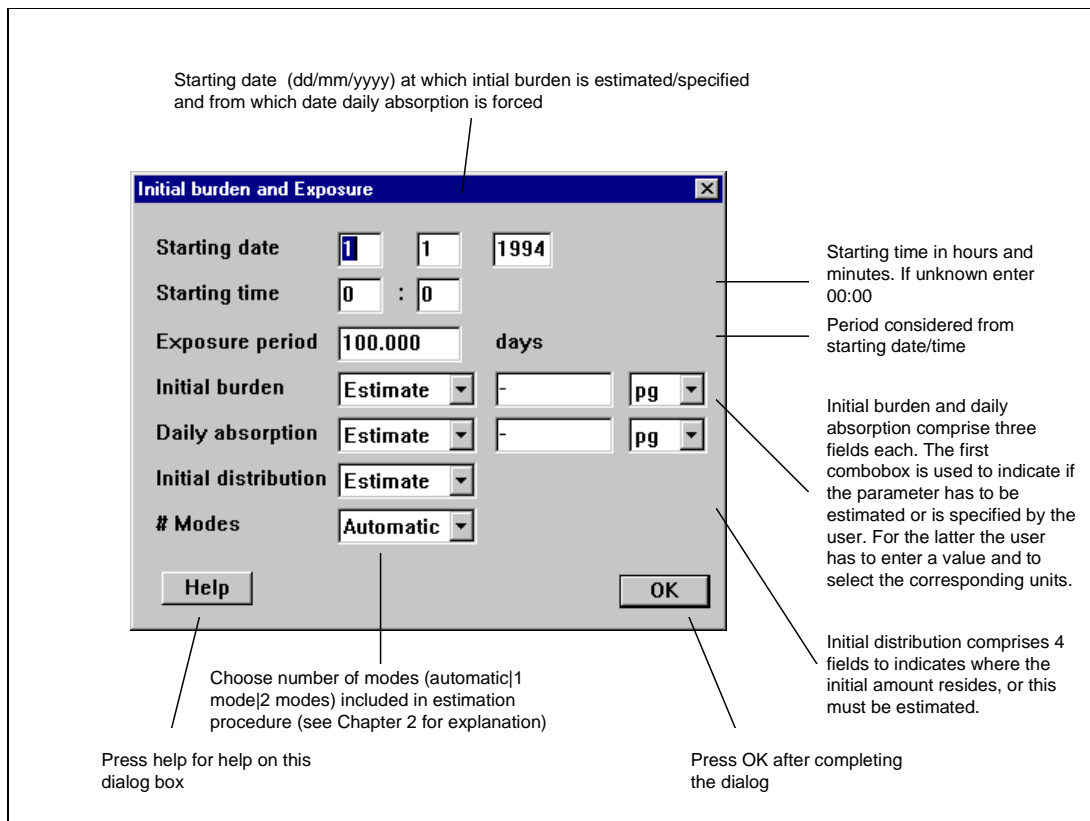 Starting date (dd/mm/yyyy) at which intial burden is estimated/specified
and from which date daily absorption is forced
Initial burden and Exposure
Starting date 1 1 1994
Starting time 0 : 0
Exposure period 100.000 days
Initial burden Estimate - pg
Daily absorption Estimate - pg
Initial distribution Estimate
# Modes Automatic
Help OK
Starting time in hours and
minutes. If unknown enter
00:00
Period considered from
starting date/time
Initial burden and daily
absorption comprise three
fields each. The first
combobox is used to indicate if
the parameter has to be
estimated or is specified by the
user. For the latter the user
has to enter a value and to
select the corresponding units.
Initial distribution comprises 4
fields to indicates where the
initial amount resides, or this
must be estimated.
Choose number of modes (automatic|1
mode|2 modes) included in estimation
procedure (see Chapter 2 for explanation)
Press help for help on this
dialog box
Press OK after completing
the dialog